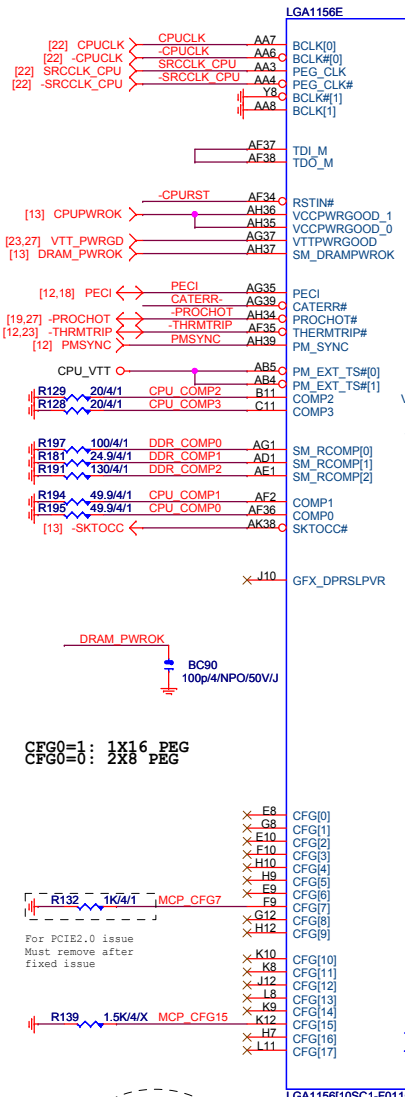 LGA1156E
[22] CPUCLK CPUCLK AA7 BCLK[0]
[22] -CPUCLK -CPUCLK AA6 BCLK#[0]
[22] SRCCLK_CPU SRCCLK_CPU AA3 PEG_CLK
[22] -SRCCLK_CPU -SRCCLK_CPU AA4 PEG_CLK#
Y8 BCLK#[1]
AA8 BCLK[1]
AF37 TDI_M
AF38 TDO_M
-CPURST AF34 RSTIN#
[13] CPUPWROK AH36 VCCPWRGOOD_1
AH35 VCCPWRGOOD_0
[23,27] VTT_PWRGD AG37 VTTPWRGOOD
[13] DRAM_PWROK AH37 SM_DRAMPWROK
[12,18] PECI PECI AG35 PECI
CATERR- AG39 CATERR#
[19,27] -PROCHOT -PROCHOT AH34 PROCHOT#
[12,23] -THRMTRIP -THRMTRIP AF35 THERMTRIP#
[12] PMSYNC PMSYNC AH39 PM_SYNC
CPU_VTT AB5 PM_EXT_TS#[0]
AB4 PM_EXT_TS#[1]
R129 20/4/1 CPU_COMP2 B11 COMP2
R128 20/4/1 CPU_COMP3 C11 COMP3
R197 100/4/1 DDR_COMP0 AG1 SM_RCOMP[0]
R181 24.9/4/1 DDR_COMP1 AD1 SM_RCOMP[1]
R191 130/4/1 DDR_COMP2 AE1 SM_RCOMP[2]
R194 49.9/4/1 CPU_COMP1 AF2 COMP1
R195 49.9/4/1 CPU_COMP0 AF36 COMP0
[13] -SKTOCC AK38 SKTOCC#
J10 GFX_DPRSLPVR
DRAM_PWROK
BC90
100p/4/NPO/50V/J
CFG0=1: 1X16 PEG
CFG0=0: 2X8 PEG
E8 CFG[0]
G8 CFG[1]
E10 CFG[2]
F10 CFG[3]
H10 CFG[4]
H9 CFG[5]
E9 CFG[6]
R132 1K/4/1 MCP_CFG7 F9 CFG[7]
G12 CFG[8]
H12 CFG[9]
For PCIE2.0 issue
Must remove after
fixed issue
K10 CFG[10]
K8 CFG[11]
J12 CFG[12]
L8 CFG[13]
K9 CFG[14]
R139 1.5K/4/X MCP_CFG15 K12 CFG[15]
H7 CFG[16]
L11 CFG[17]